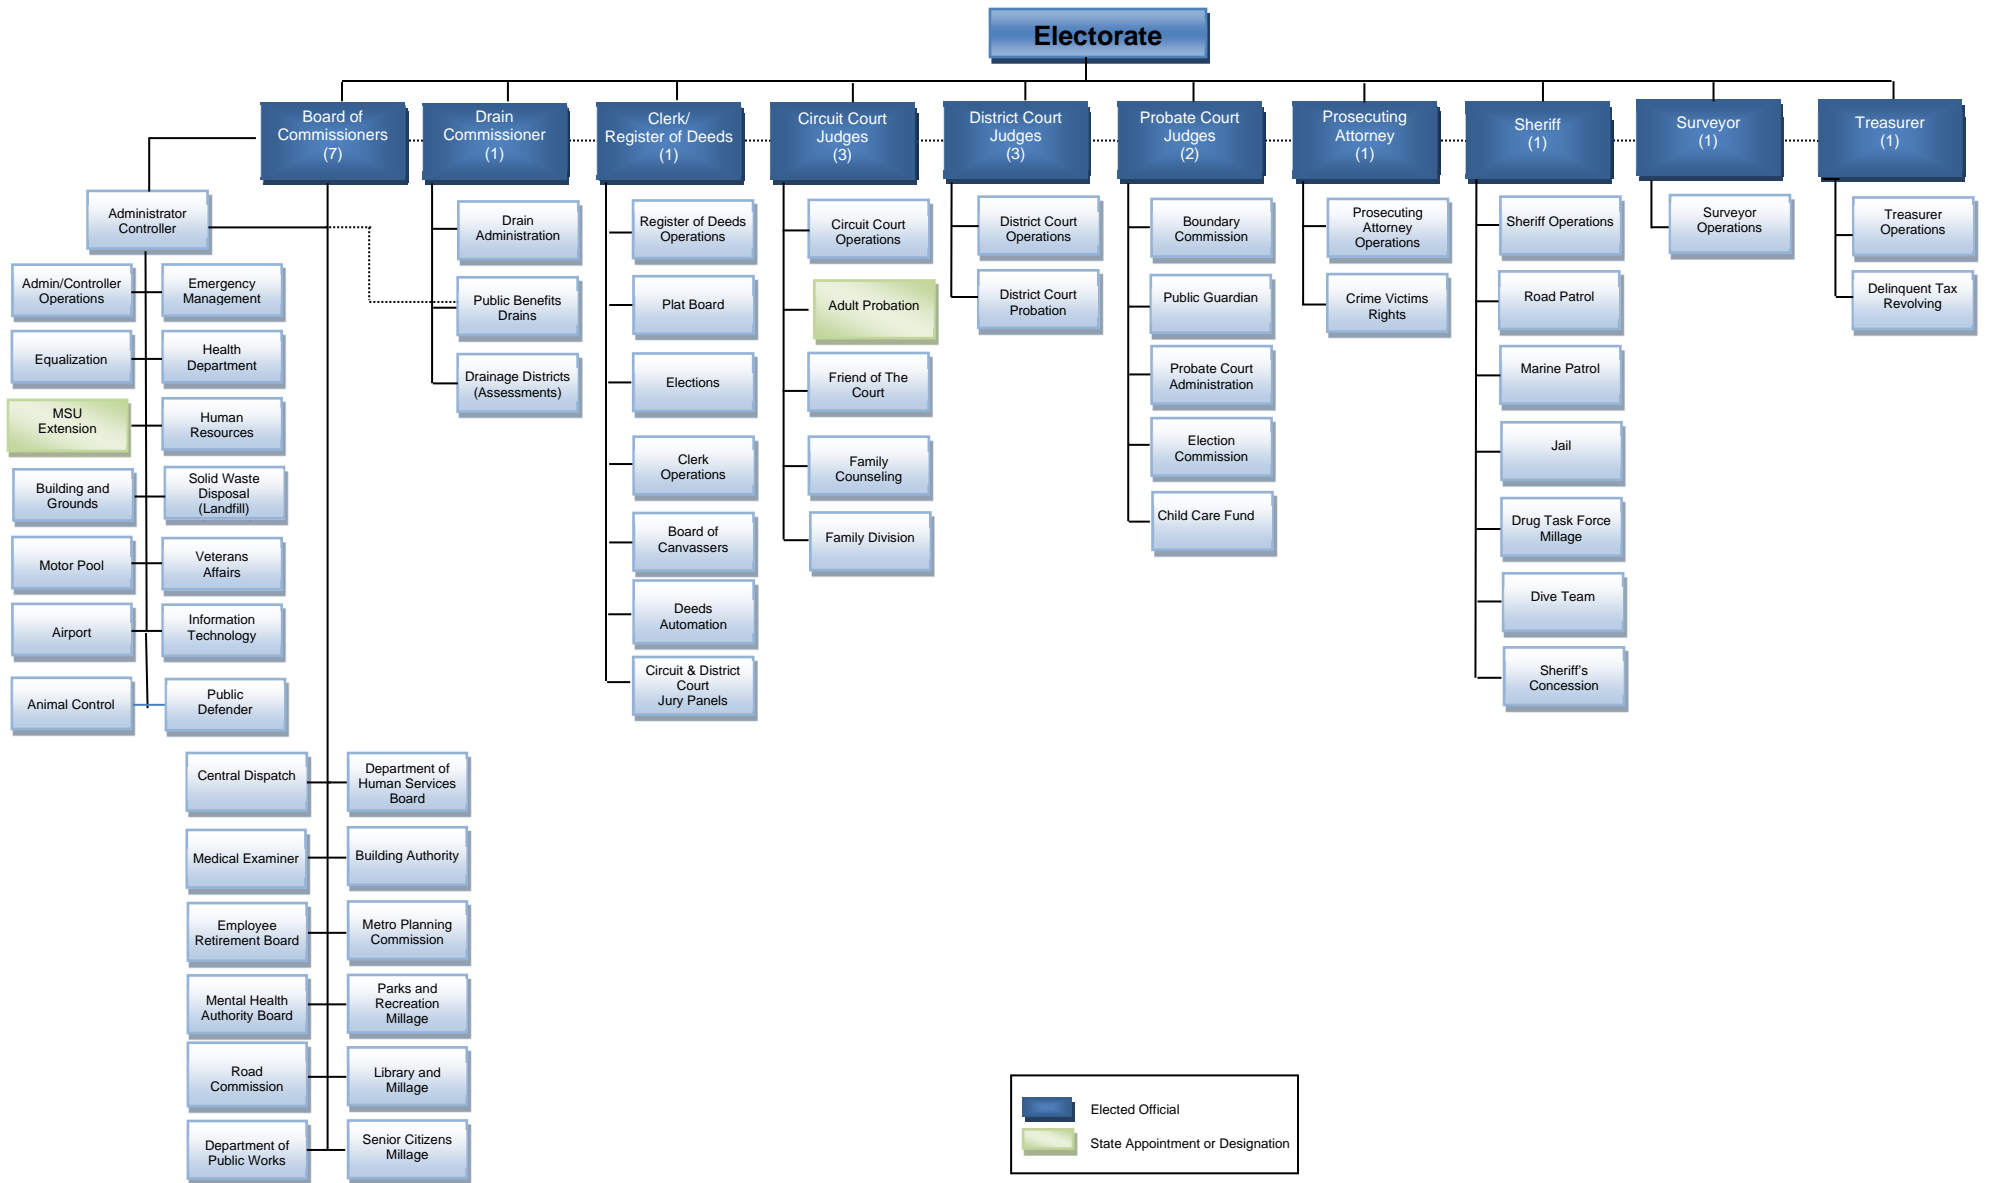 Electorate
Board of
Commissioners
(7)
Drain
Commissioner
(1)
Clerk/
Register of Deeds
(1)
Circuit Court
Judges
(3)
District Court
Judges
(3)
Probate Court
Judges
(2)
Prosecuting
Attorney
(1)
Sheriff
(1)
Surveyor
(1)
Treasurer
(1)
Administrator
Controller
Admin/Controller
Operations
Emergency
Management
Equalization
Health
Department
MSU
Extension
Human
Resources
Building and
Grounds
Solid Waste
Disposal
(Landfill)
Motor Pool
Veterans
Affairs
Airport
Information
Technology
Animal Control
Public
Defender
Central Dispatch
Department of
Human Services
Board
Medical Examiner
Building Authority
Employee
Retirement Board
Metro Planning
Commission
Mental Health
Authority Board
Parks and
Recreation
Millage
Road
Commission
Library and
Millage
Department of
Public Works
Senior Citizens
Millage
Drain
Administration
Public Benefits
Drains
Drainage Districts
(Assessments)
Register of Deeds
Operations
Plat Board
Elections
Clerk
Operations
Board of
Canvassers
Deeds
Automation
Circuit & District
Court
Jury Panels
Circuit Court
Operations
Adult Probation
Friend of The
Court
Family
Counseling
Family Division
District Court
Operations
District Court
Probation
Boundary
Commission
Public Guardian
Probate Court
Administration
Election
Commission
Child Care Fund
Prosecuting
Attorney
Operations
Crime Victims
Rights
Sheriff Operations
Road Patrol
Marine Patrol
Jail
Drug Task Force
Millage
Dive Team
Sheriff's
Concession
Surveyor
Operations
Treasurer
Operations
Delinquent Tax
Revolving
Elected Official
State Appointment or Designation